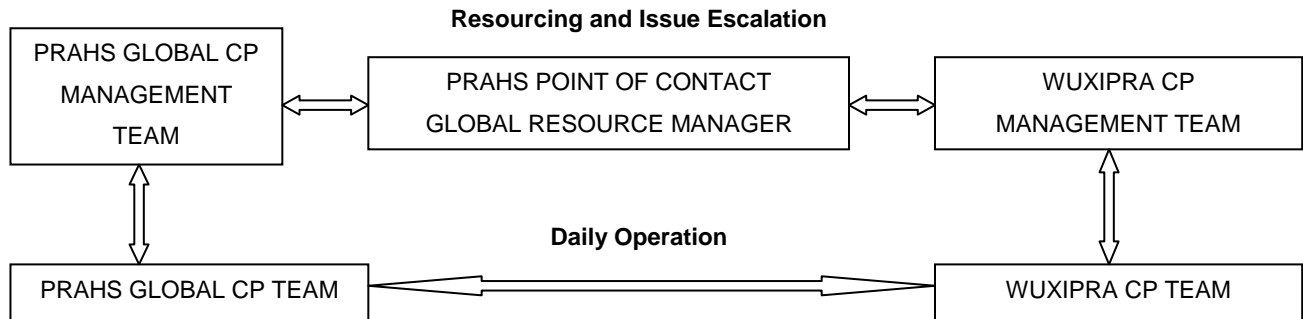 Resourcing and Issue Escalation
PRAHS GLOBAL CP
MANAGEMENT
TEAM
PRAHS POINT OF CONTACT
GLOBAL RESOURCE MANAGER
WUXIPRA CP
MANAGEMENT TEAM
Daily Operation
PRAHS GLOBAL CP TEAM
WUXIPRA CP TEAM